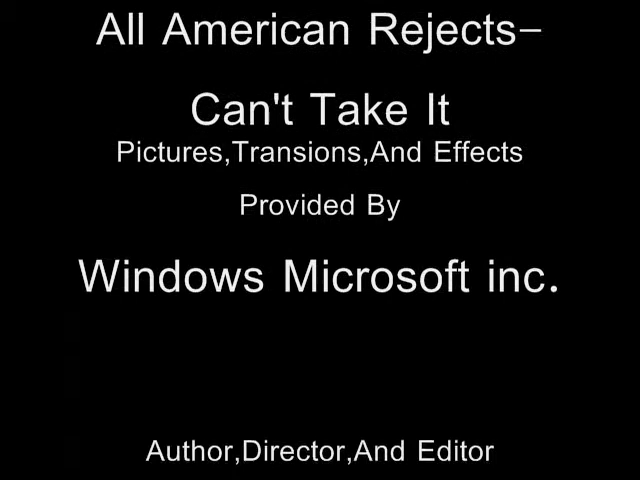 All American Rejects-
Can't Take It
Pictures,Transions,And Effects
Provided By
Windows Microsoft inc.
Author,Director,And Editor